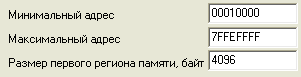 Минимальный адрес 00010000
Максимальный адрес 7FFEFFFF
Размер первого региона памяти, байт 4096